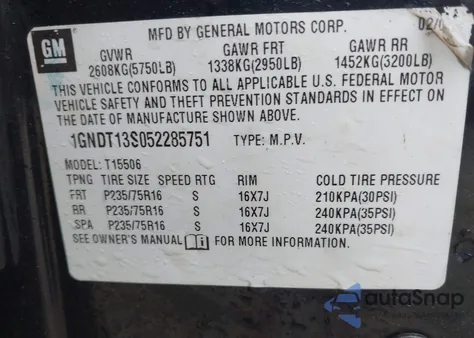 GM
MFD BY GENERAL MOTORS CORP. 02/
GVWR GAWR FRT GAWR RR
2608KG(5750LB) 1338KG(2950LB) 1452KG(3200LB)
THIS VEHICLE CONFORMS TO ALL APPLICABLE U.S. FEDERAL MOTOR
VEHICLE SAFETY AND THEFT PREVENTION STANDARDS IN EFFECT ON
THE DATE OF MANUFACTURE SHOWN ABOVE.
1GNDT13S052285751 TYPE: M.P.V.
MODEL: T15506
TPNG TIRE SIZE SPEED RTG RIM COLD TIRE PRESSURE
FRT P235/75R16 S 16X7J 210KPA(30PSI)
RR P235/75R16 S 16X7J 240KPA(35PSI)
SPA P235/75R16 S 16X7J 240KPA(35PSI)
SEE OWNER'S MANUAL FOR MORE INFORMATION.
autoSnap